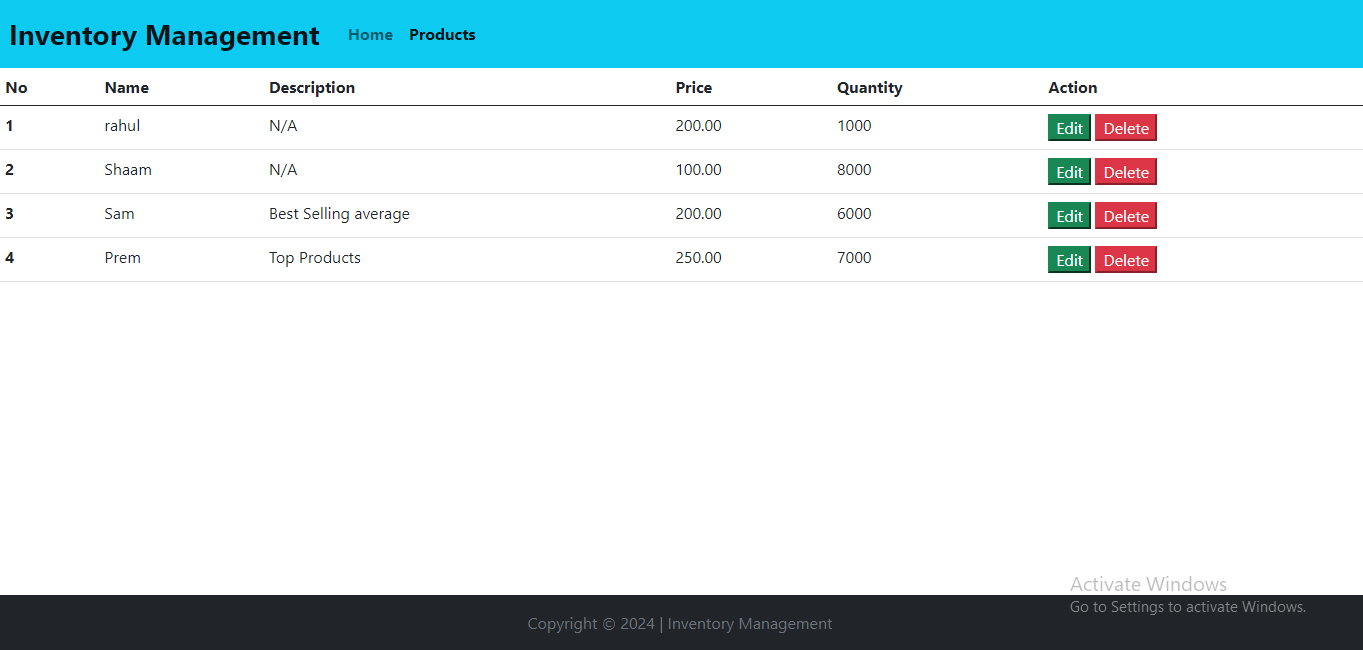 Inventory Management Home Products
No Name Description Price Quantity Action
1 rahul N/A 200.00 1000 Edit Delete
2 Shaam N/A 100.00 8000 Edit Delete
3 Sam Best Selling average 200.00 6000 Edit Delete
4 Prem Top Products 250.00 7000 Edit Delete
Activate Windows
Go to Settings to activate Windows.
Copyright © 2024 | Inventory Management